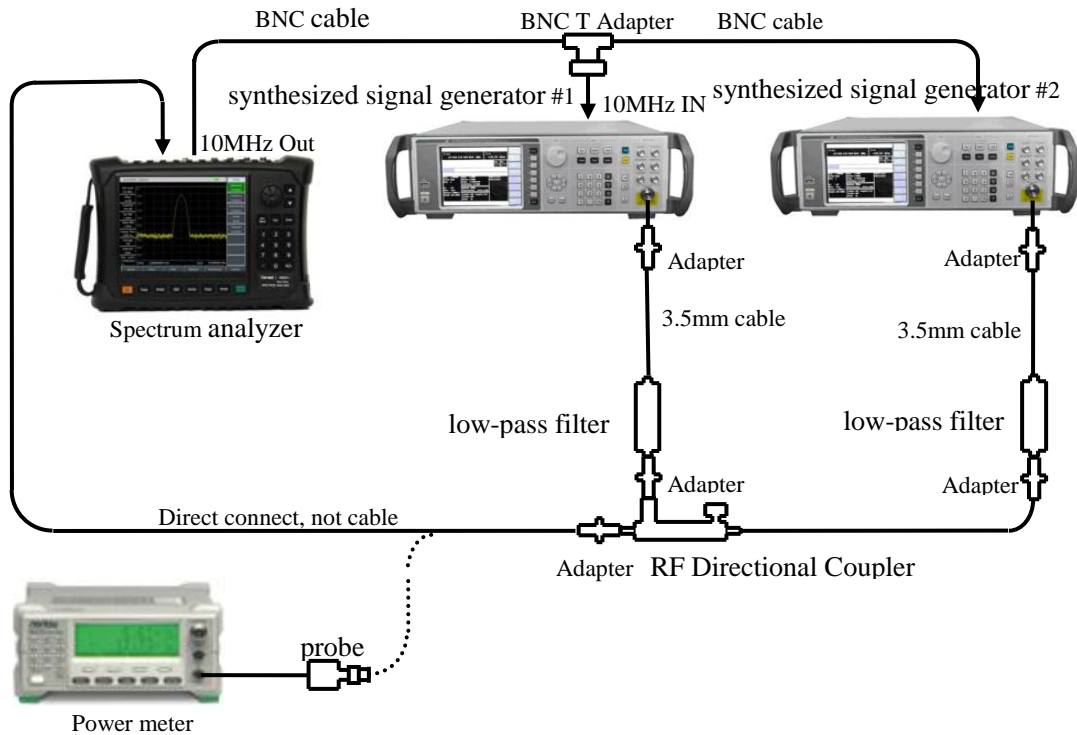 BNC cable
BNC T Adapter
BNC cable
synthesized signal generator #1
10MHz IN
synthesized signal generator #2
10MHz Out
Adapter
Adapter
Spectrum analyzer
3.5mm cable
3.5mm cable
low-pass filter
low-pass filter
Adapter
Adapter
Direct connect, not cable
Adapter
RF Directional Coupler
probe
Power meter